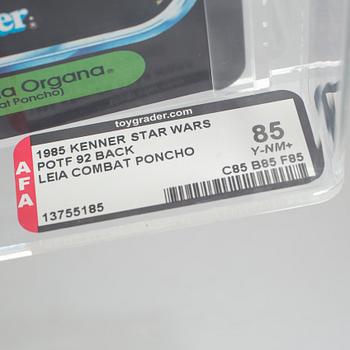 Organa®
at Poncho)
toygrader.com
AFA
1985 KENNER STAR WARS
POTF 92 BACK
LEIA COMBAT PONCHO
85
Y-NM+
C85 B85 F85
13755185